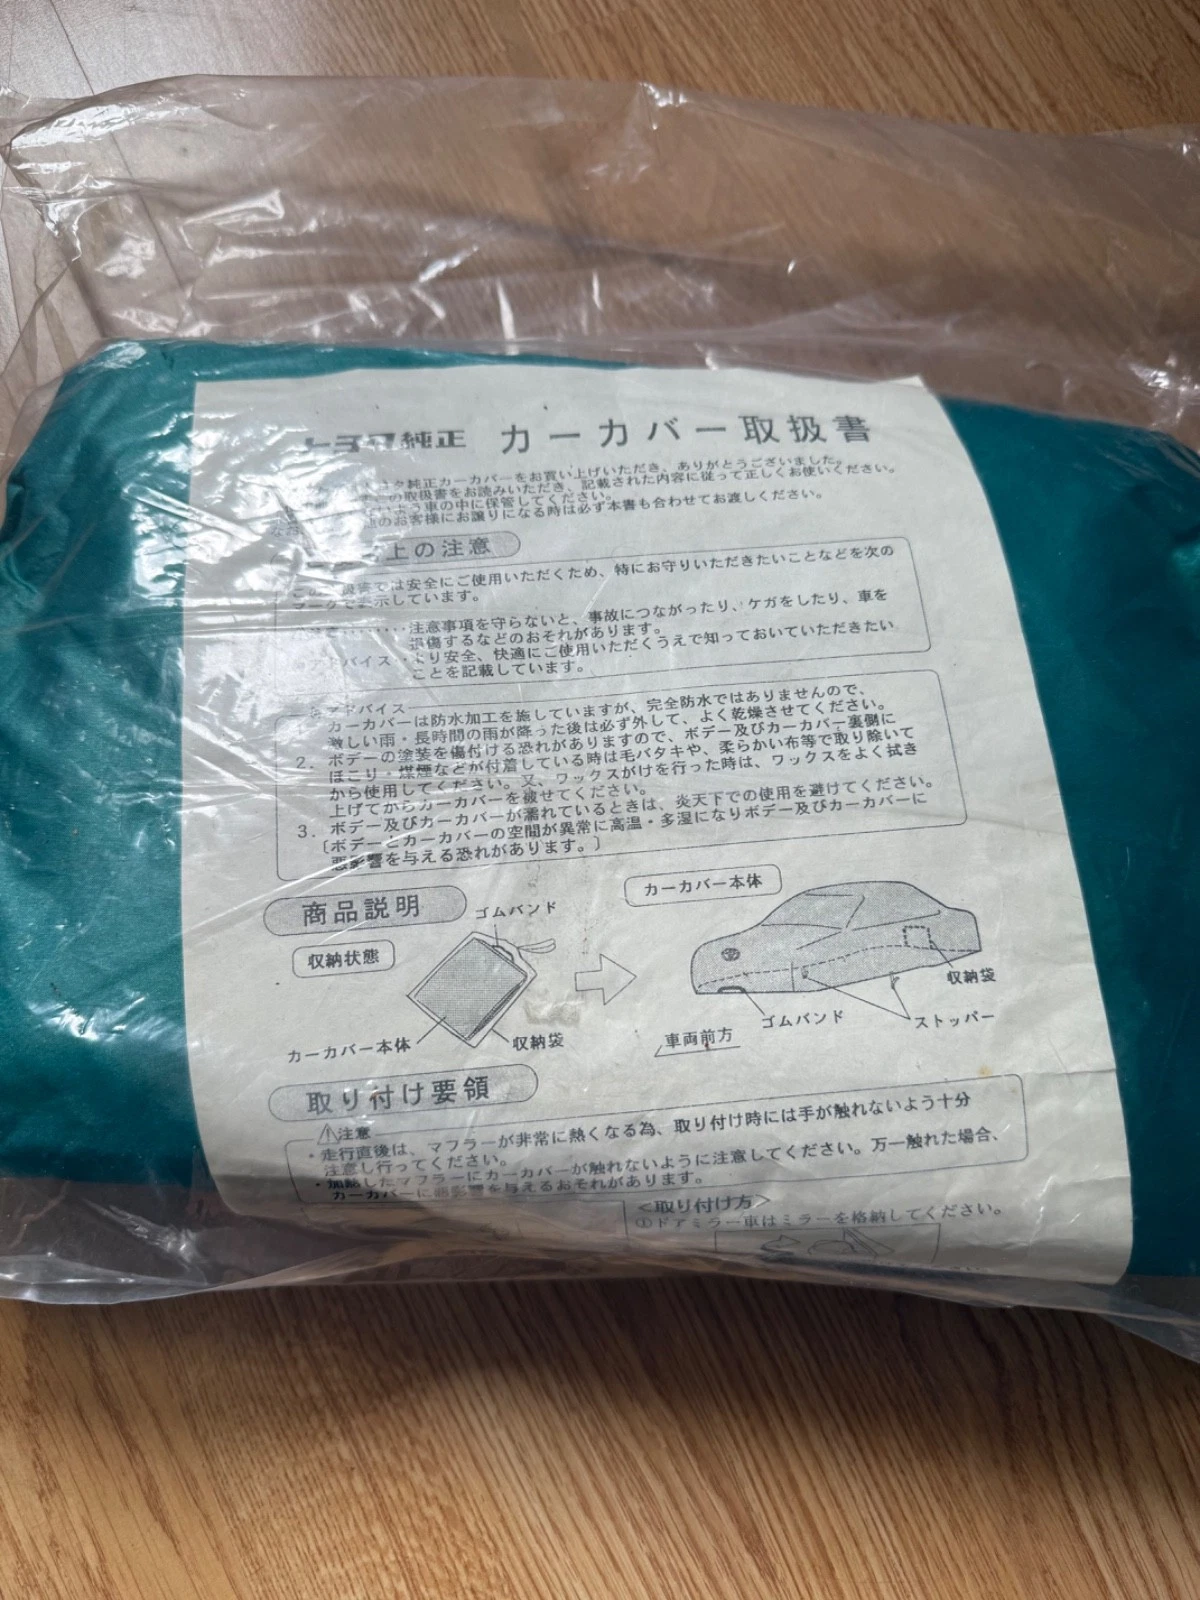 トヨタ純正 カーカバー取扱書
トヨタ純正カーカバーをお買い上げいただき、ありがとうございました。
の取扱書をお読みいただき、記載された内容に従って正しくお使いください。
よう車の中に保管してください。
なお、 のお客様にお譲りになる時は必ず本書も合わせてお渡しください。
上の注意
この 扱書では安全にご使用いただくため、特にお守りいただきたいことなどを次の
マークで表示しています。
………注意事項を守らないと、事故につながったり、ケガをしたり、車を
損傷するなどのおそれがあります。
アドバイス…より安全、快適にご使用いただくうえで知っておいていただきたい
ことを記載しています。
アドバイス
カーカバーは防水加工を施していますが、完全防水ではありませんので、
激しい雨・長時間の雨が降った後は必ず外して、よく乾燥させてください。
2. ボデーの塗装を傷付ける恐れがありますので、ボデー及びカーカバー裏側に
ほこり・煤煙などが付着している時は毛バタキや、柔らかい布等で取り除いて
から使用してください。又、ワックスがけを行った時は、ワックスをよく拭き
上げてからカーカバーを被せてください。
3. ボデー及びカーカバーが濡れているときは、炎天下での使用を避けてください。
〔ボデーとカーカバーの空間が異常に高温・多湿になりボデー及びカーカバーに
悪影響を与える恐れがあります。〕
商品説明
収納状態
ゴムバンド
カーカバー本体
収納袋
カーカバー本体
収納袋
ゴムバンド
ストッパー
車両前方
取り付け要領
⚠注意
・走行直後は、マフラーが非常に熱くなる為、取り付け時には手が触れないよう十分
注意し行ってください。
・加熱したマフラーにカーカバーが触れないように注意してください。万一触れた場合、
カーカバーに悪影響を与えるおそれがあります。
<取り付け方>
①ドアミラー車はミラーを格納してください。